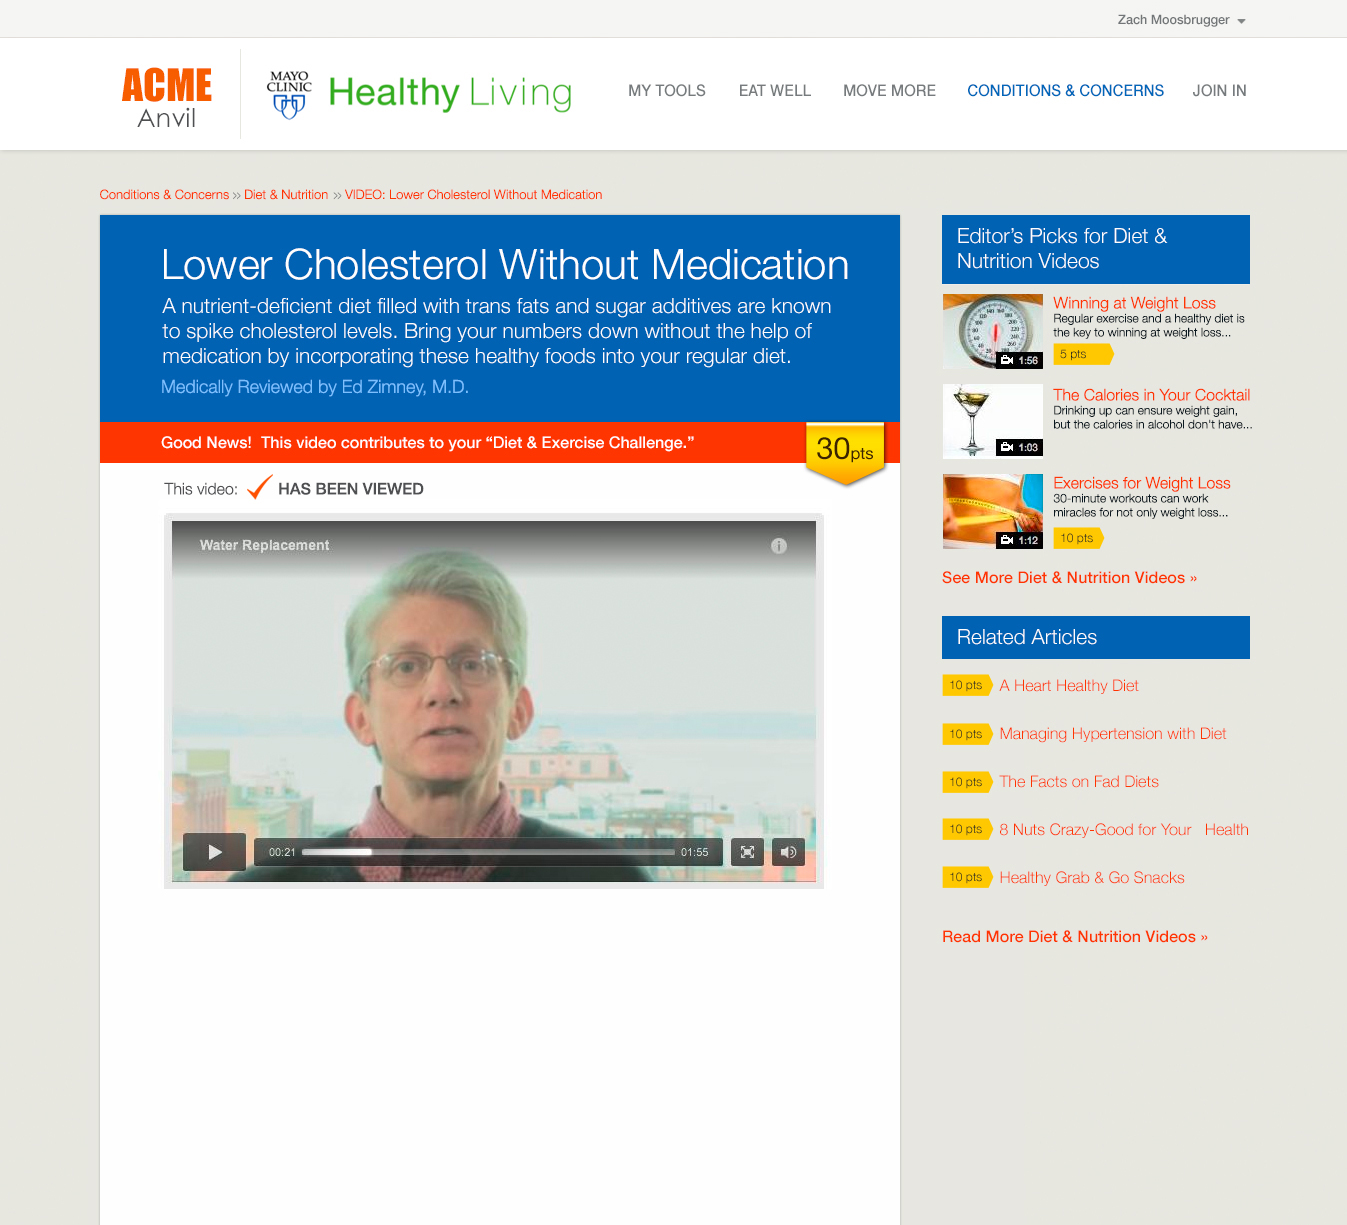 Zach Moosbrugger
ACME
Anvil
MAYO
CLINIC
Healthy Living
MY TOOLS
EAT WELL
MOVE MORE
CONDITIONS & CONCERNS
JOIN IN
Conditions & Concerns » Diet & Nutrition » VIDEO: Lower Cholesterol Without Medication
Lower Cholesterol Without Medication
A nutrient-deficient diet filled with trans fats and sugar additives are known
to spike cholesterol levels. Bring your numbers down without the help of
medication by incorporating these healthy foods into your regular diet.
Medically Reviewed by Ed Zimney, M.D.
Good News! This video contributes to your “Diet & Exercise Challenge.”
30pts
This video: HAS BEEN VIEWED
Water Replacement
00:21
01:55
Editor’s Picks for Diet &
Nutrition Videos
1:56
Winning at Weight Loss
Regular exercise and a healthy diet is
the key to winning at weight loss...
5 pts
1:03
The Calories in Your Cocktail
Drinking up can ensure weight gain,
but the calories in alcohol don't have...
1:12
Exercises for Weight Loss
30-minute workouts can work
miracles for not only weight loss...
10 pts
See More Diet & Nutrition Videos »
Related Articles
10 pts A Heart Healthy Diet
10 pts Managing Hypertension with Diet
10 pts The Facts on Fad Diets
10 pts 8 Nuts Crazy-Good for Your Health
10 pts Healthy Grab & Go Snacks
Read More Diet & Nutrition Videos »